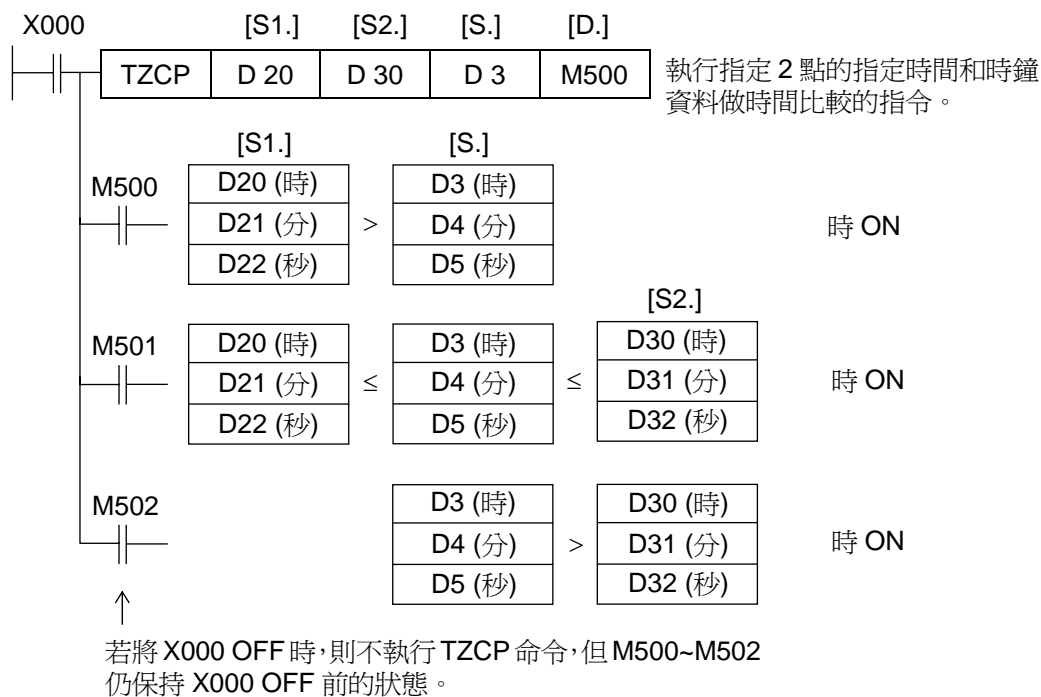 X000 [S1.] [S2.] [S.] [D.]
TZCP D 20 D 30 D 3 M500
執行指定 2 點的指定時間和時鐘
資料做時間比較的指令。
[S1.] [S.]
M500
D20 (時) D3 (時)
D21 (分) > D4 (分) 時 ON
D22 (秒) D5 (秒)
[S2.]
M501
D20 (時) D3 (時) D30 (時)
D21 (分) ≤ D4 (分) ≤ D31 (分) 時 ON
D22 (秒) D5 (秒) D32 (秒)
M502
D3 (時) D30 (時)
D4 (分) > D31 (分) 時 ON
D5 (秒) D32 (秒)
若將 X000 OFF 時,則不執行 TZCP 命令,但 M500~M502
仍保持 X000 OFF 前的狀態。